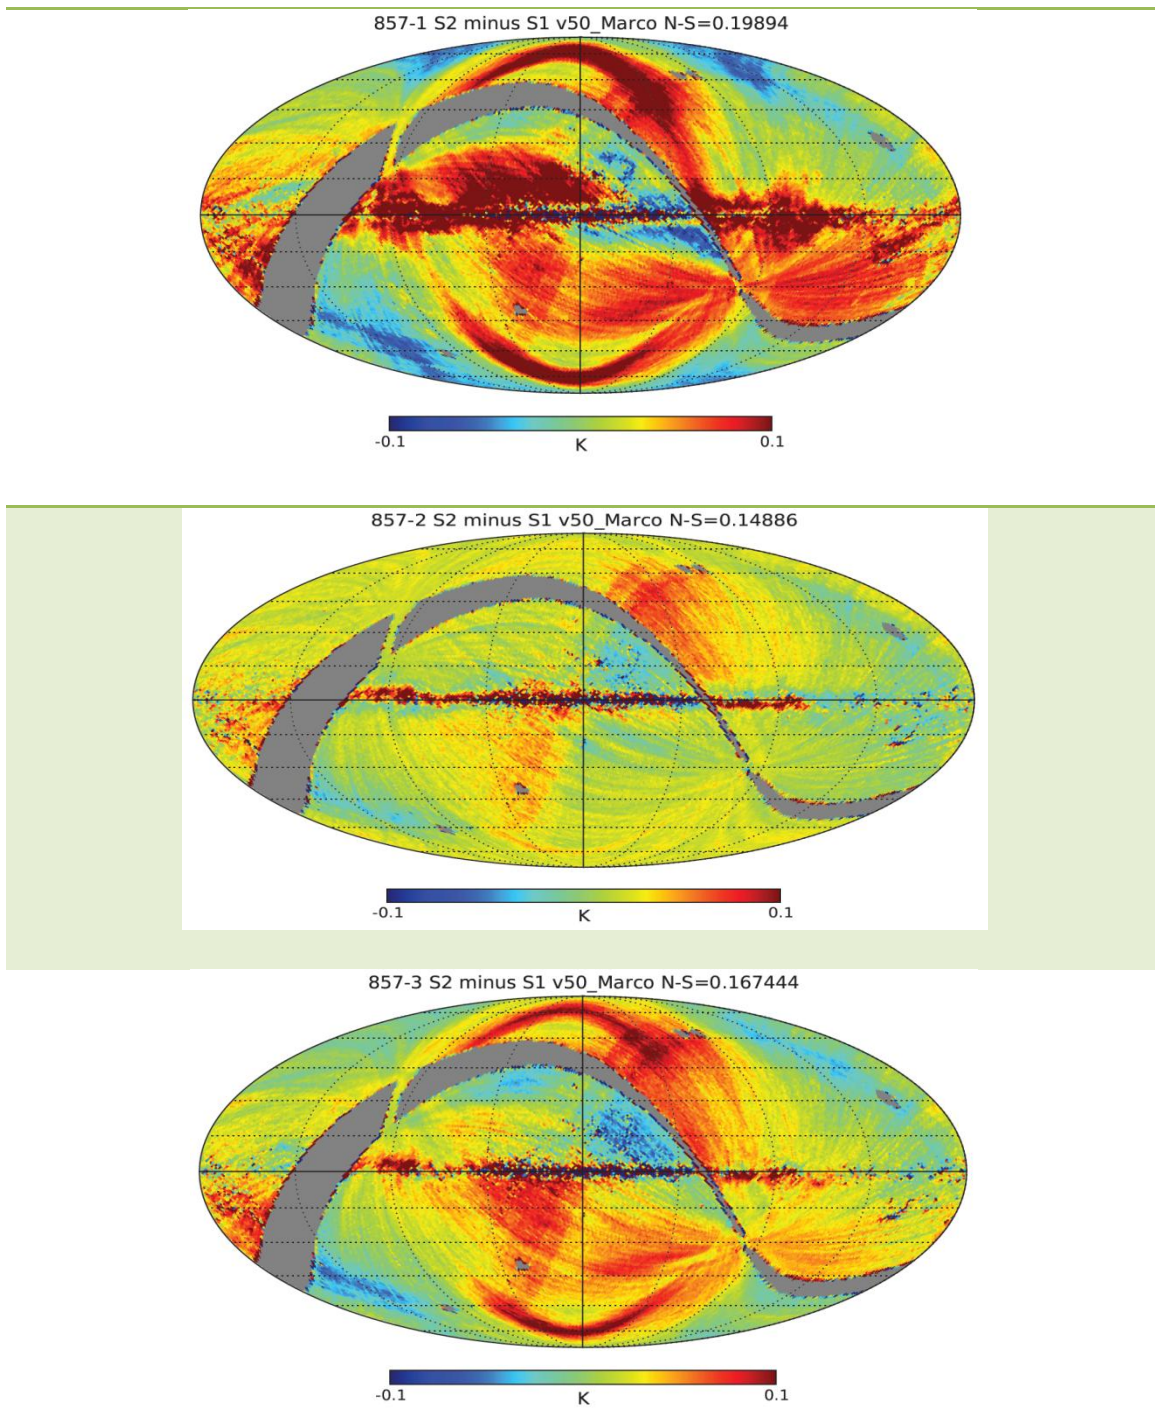 857-1 S2 minus S1 v50_Marco N-S=0.19894
-0.1 K 0.1
857-2 S2 minus S1 v50_Marco N-S=0.14886
-0.1 K 0.1
857-3 S2 minus S1 v50_Marco N-S=0.167444
-0.1 K 0.1